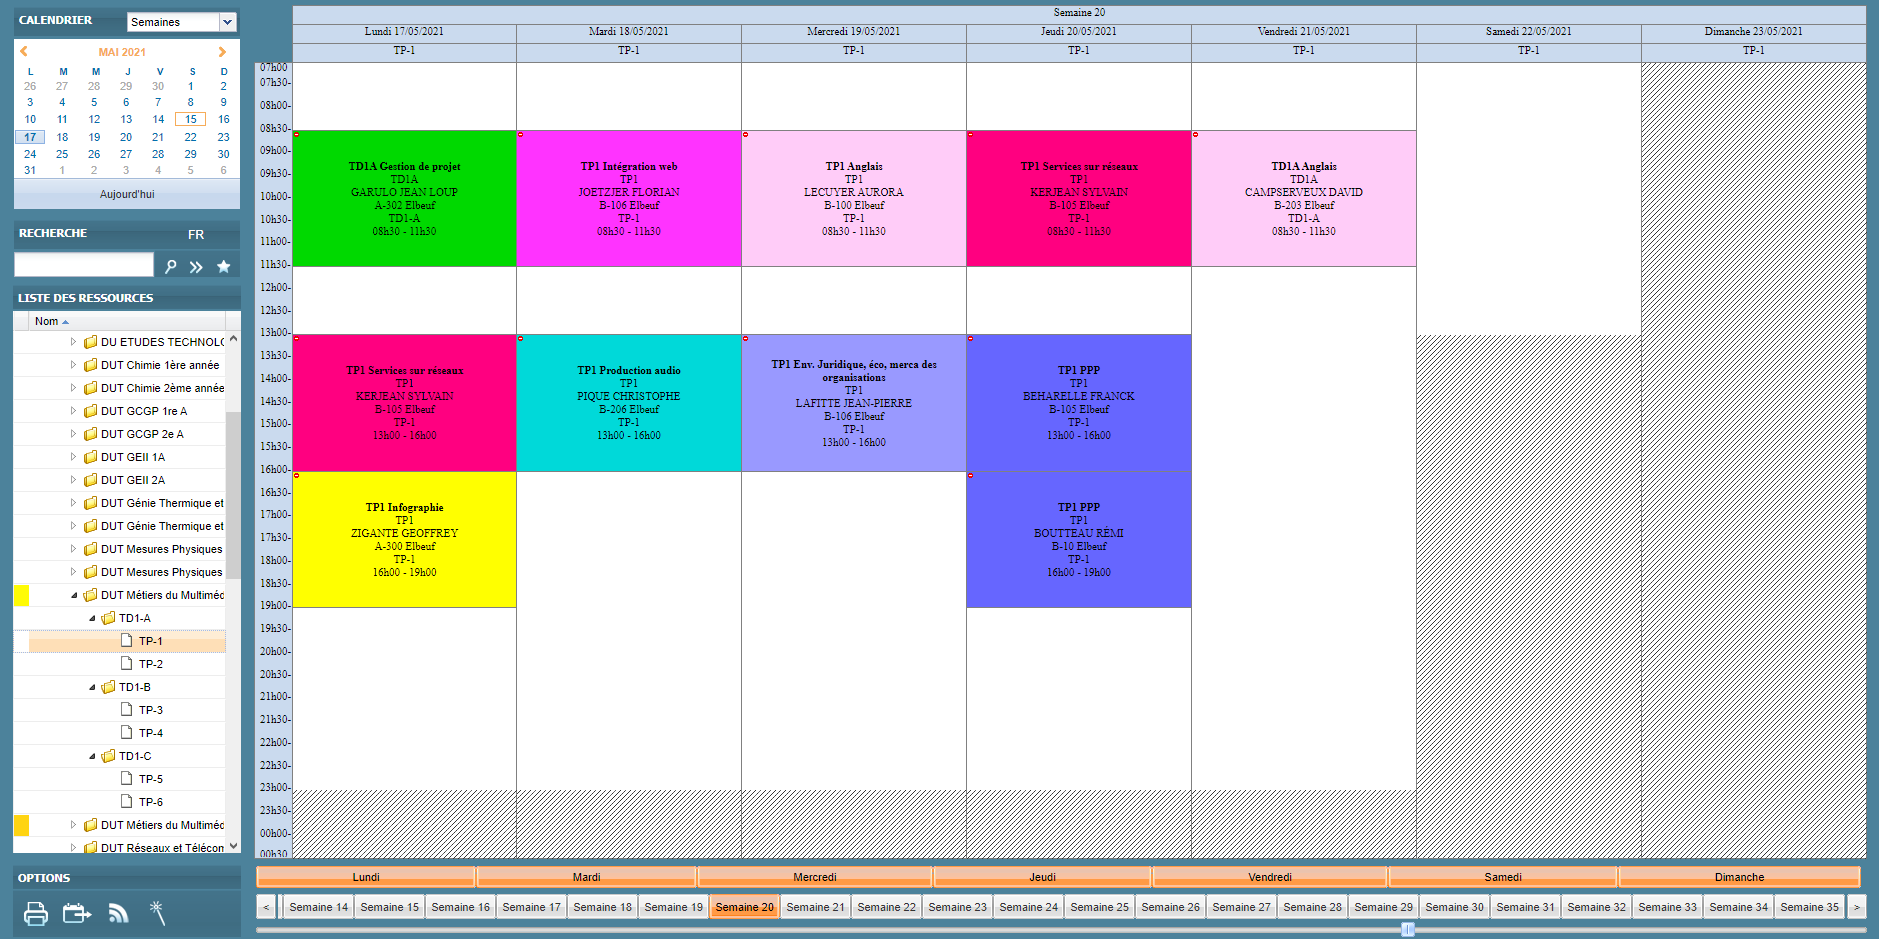 CALENDRIER
Semaines
MAI 2021
L M M J V S D
26 27 28 29 30 1 2
3 4 5 6 7 8 9
10 11 12 13 14 15 16
17 18 19 20 21 22 23
24 25 26 27 28 29 30
31 1 2 3 4 5 6
Aujourd'hui
RECHERCHE FR
LISTE DES RESSOURCES
Nom
DU ETUDES TECHNOLO
DUT Chimie 1ère année
DUT Chimie 2ème année
DUT GCGP 1re A
DUT GCGP 2e A
DUT GEII 1A
DUT GEII 2A
DUT Génie Thermique et
DUT Génie Thermique et
DUT Mesures Physiques
DUT Mesures Physiques
DUT Métiers du Multiméd
TD1-A
TP-1
TP-2
TD1-B
TP-3
TP-4
TD1-C
TP-5
TP-6
DUT Métiers du Multiméd
DUT Réseaux et Télécom
OPTIONS
Semaine 20
Lundi 17/05/2021 Mardi 18/05/2021 Mercredi 19/05/2021 Jeudi 20/05/2021 Vendredi 21/05/2021 Samedi 22/05/2021 Dimanche 23/05/2021
TP-1 TP-1 TP-1 TP-1 TP-1 TP-1 TP-1
07h00
07h30-
08h00-
08h30-
09h00-
09h30-
10h00-
10h30-
11h00-
11h30-
12h00-
12h30-
13h00-
13h30-
14h00-
14h30-
15h00-
15h30-
16h00-
16h30-
17h00-
17h30-
18h00-
18h30-
19h00-
19h30-
20h00-
20h30-
21h00-
21h30-
22h00-
22h30-
23h00-
23h30-
00h00-
00h30
TD1A Gestion de projet
TD1A
GARULO JEAN LOUP
A-302 Elbeuf
TD1-A
08h30 - 11h30
TP1 Services sur réseaux
TP1
KERJEAN SYLVAIN
B-105 Elbeuf
TP-1
13h00 - 16h00
TP1 Infographie
TP1
ZIGANTE GEOFFREY
A-300 Elbeuf
TP-1
16h00 - 19h00
TP1 Intégration web
TP1
JOETZJER FLORIAN
B-106 Elbeuf
TP-1
08h30 - 11h30
TP1 Production audio
TP1
PIQUE CHRISTOPHE
B-206 Elbeuf
TP-1
13h00 - 16h00
TP1 Anglais
TP1
LECUYER AURORA
B-100 Elbeuf
TP-1
08h30 - 11h30
TP1 Env. Juridique, éco, merca des
organisations
TP1
LAFITTE JEAN-PIERRE
B-106 Elbeuf
TP-1
13h00 - 16h00
TP1 Services sur réseaux
TP1
KERJEAN SYLVAIN
B-105 Elbeuf
TP-1
08h30 - 11h30
TP1 PPP
TP1
BEHARELLE FRANCK
B-105 Elbeuf
TP-1
13h00 - 16h00
TP1 PPP
TP1
BOUTTEAU RÉMI
B-10 Elbeuf
TP-1
16h00 - 19h00
TD1A Anglais
TD1A
CAMPSERVEUX DAVID
B-203 Elbeuf
TD1-A
08h30 - 11h30
Lundi Mardi Mercredi Jeudi Vendredi Samedi Dimanche
< Semaine 14 Semaine 15 Semaine 16 Semaine 17 Semaine 18 Semaine 19 Semaine 20 Semaine 21 Semaine 22 Semaine 23 Semaine 24 Semaine 25 Semaine 26 Semaine 27 Semaine 28 Semaine 29 Semaine 30 Semaine 31 Semaine 32 Semaine 33 Semaine 34 Semaine 35 >